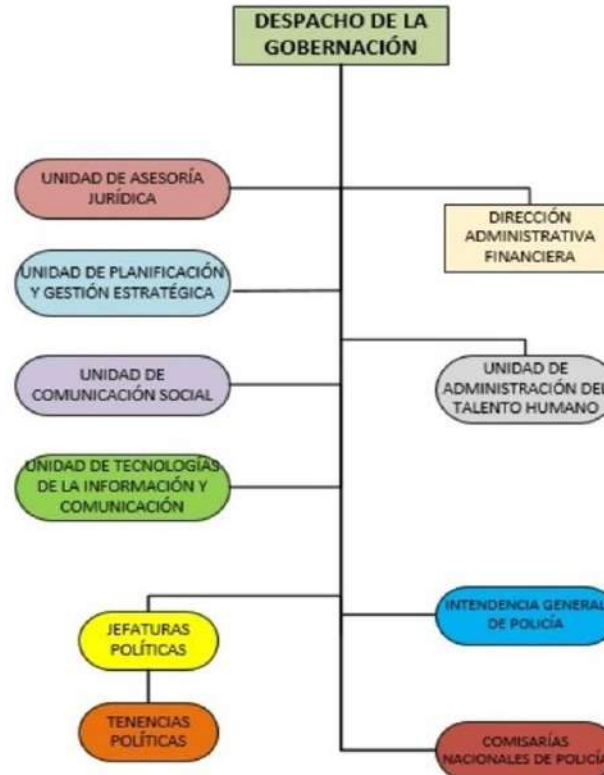 DESPACHO DE LA
GOBERNACIÓN
UNIDAD DE ASESORÍA
JURÍDICA
DIRECCIÓN
ADMINISTRATIVA
FINANCIERA
UNIDAD DE PLANIFICACIÓN
Y GESTIÓN ESTRATÉGICA
UNIDAD DE
COMUNICACIÓN SOCIAL
UNIDAD DE
ADMINISTRACIÓN DEL
TALENTO HUMANO
UNIDAD DE TECNOLOGÍAS
DE LA INFORMACIÓN Y
COMUNICACIÓN
JEFATURAS
POLÍTICAS
INTENDENCIA GENERAL
DE POLICÍA
TENENCIAS
POLÍTICAS
COMISARÍAS
NACIONALES DE POLICÍA